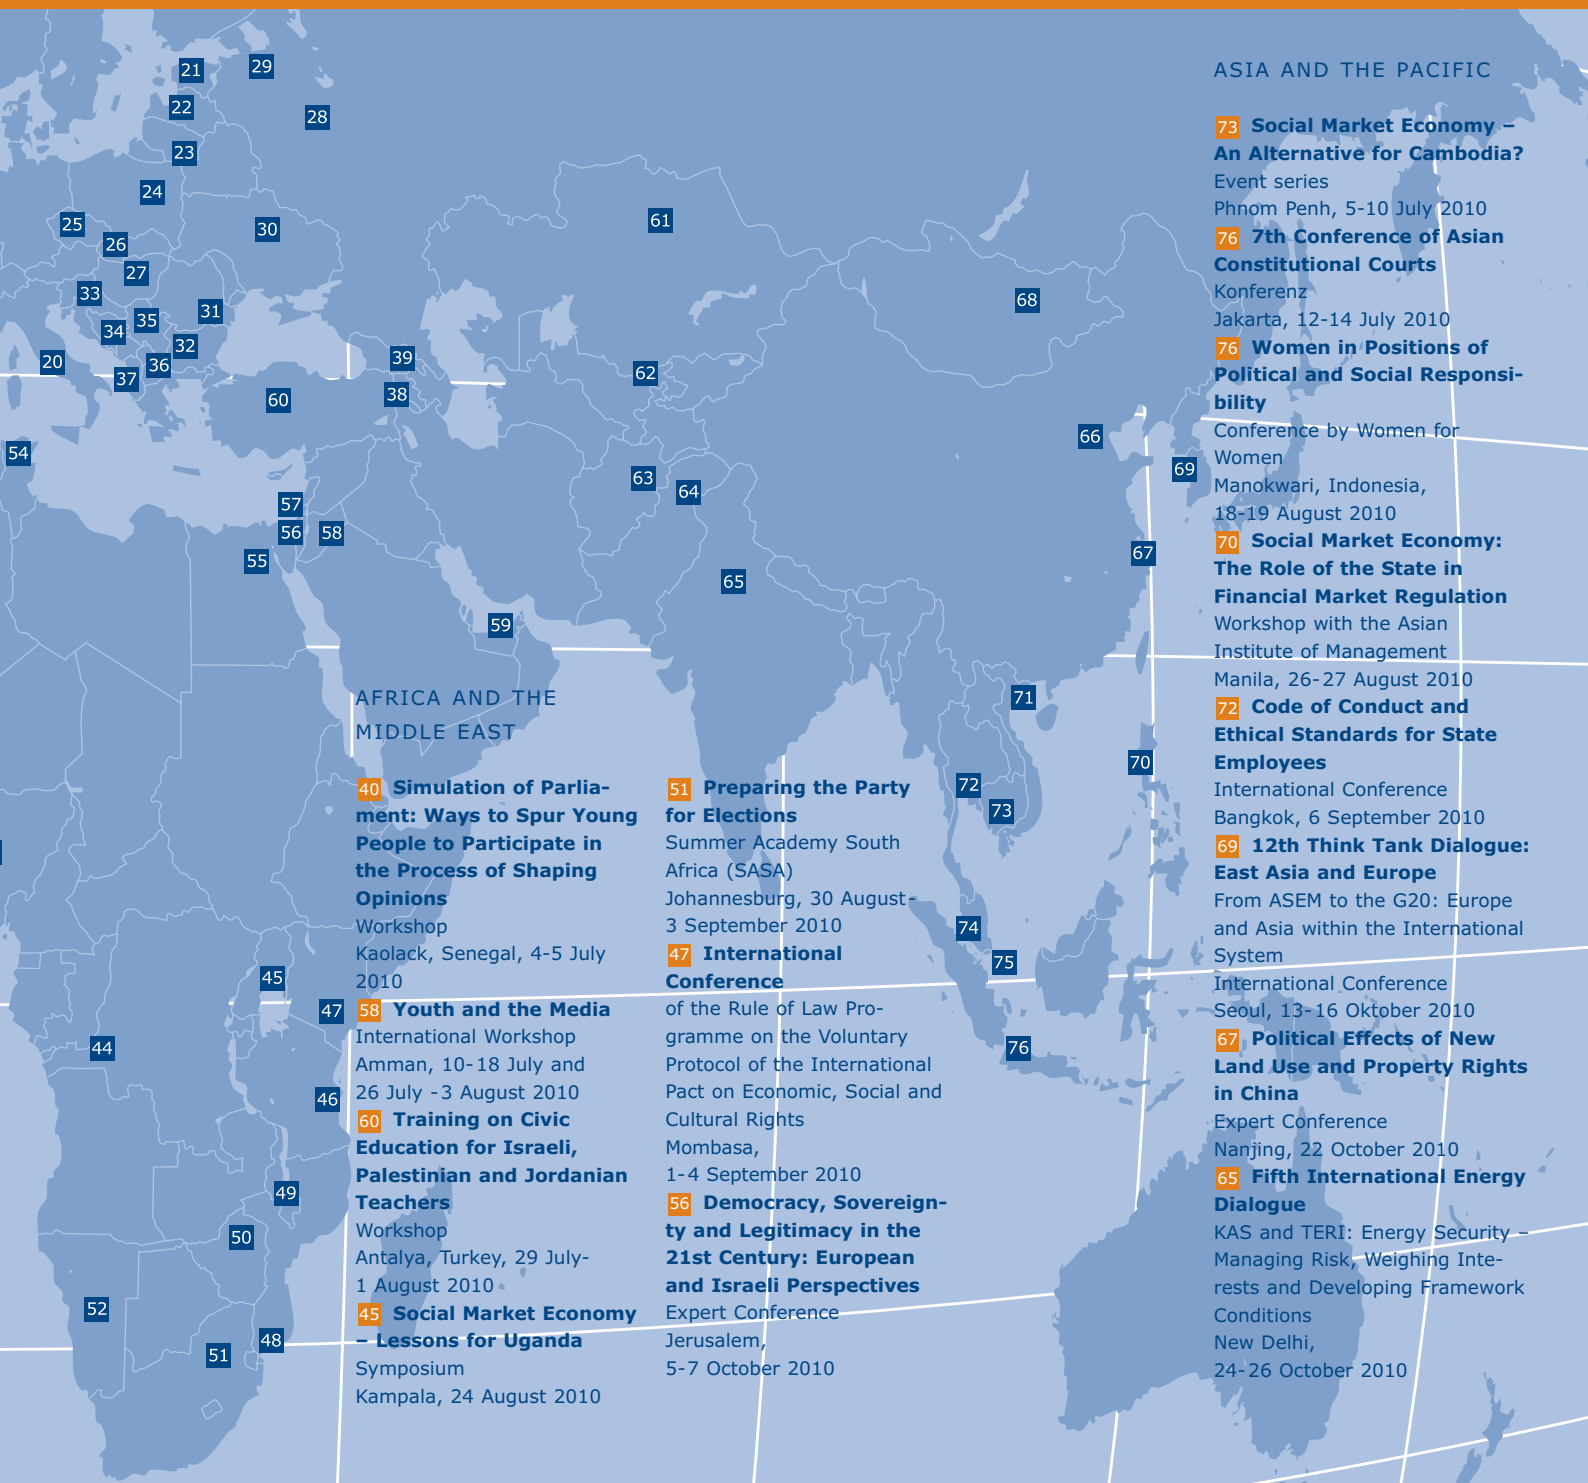 21
29
22
28
23
24
25
26
30
61
27
33
31
68
35
34
32
20
36
39
37
62
38
60
66
54
69
63
64
57
56
58
55
67
65
59
71
70
72
73
74
75
45
47
44
76
46
49
50
52
51
48
AFRICA AND THE
MIDDLE EAST
40 Simulation of Parlia-
ment: Ways to Spur Young
People to Participate in
the Process of Shaping
Opinions
Workshop
Kaolack, Senegal, 4-5 July
2010
58 Youth and the Media
International Workshop
Amman, 10-18 July and
26 July -3 August 2010
60 Training on Civic
Education for Israeli,
Palestinian and Jordanian
Teachers
Workshop
Antalya, Turkey, 29 July-
1 August 2010
45 Social Market Economy
– Lessons for Uganda
Symposium
Kampala, 24 August 2010
51 Preparing the Party
for Elections
Summer Academy South
Africa (SASA)
Johannesburg, 30 August-
3 September 2010
47 International
Conference
of the Rule of Law Pro-
gramme on the Voluntary
Protocol of the International
Pact on Economic, Social and
Cultural Rights
Mombasa,
1-4 September 2010
56 Democracy, Sovereign-
ty and Legitimacy in the
21st Century: European
and Israeli Perspectives
Expert Conference
Jerusalem,
5-7 October 2010
ASIA AND THE PACIFIC
73 Social Market Economy –
An Alternative for Cambodia?
Event series
Phnom Penh, 5-10 July 2010
76 7th Conference of Asian
Constitutional Courts
Konferenz
Jakarta, 12-14 July 2010
76 Women in Positions of
Political and Social Responsi-
bility
Conference by Women for
Women
Manokwari, Indonesia,
18-19 August 2010
70 Social Market Economy:
The Role of the State in
Financial Market Regulation
Workshop with the Asian
Institute of Management
Manila, 26-27 August 2010
72 Code of Conduct and
Ethical Standards for State
Employees
International Conference
Bangkok, 6 September 2010
69 12th Think Tank Dialogue:
East Asia and Europe
From ASEM to the G20: Europe
and Asia within the International
System
International Conference
Seoul, 13-16 Oktober 2010
67 Political Effects of New
Land Use and Property Rights
in China
Expert Conference
Nanjing, 22 October 2010
65 Fifth International Energy
Dialogue
KAS and TERI: Energy Security –
Managing Risk, Weighing Inte-
rests and Developing Framework
Conditions
New Delhi,
24-26 October 2010